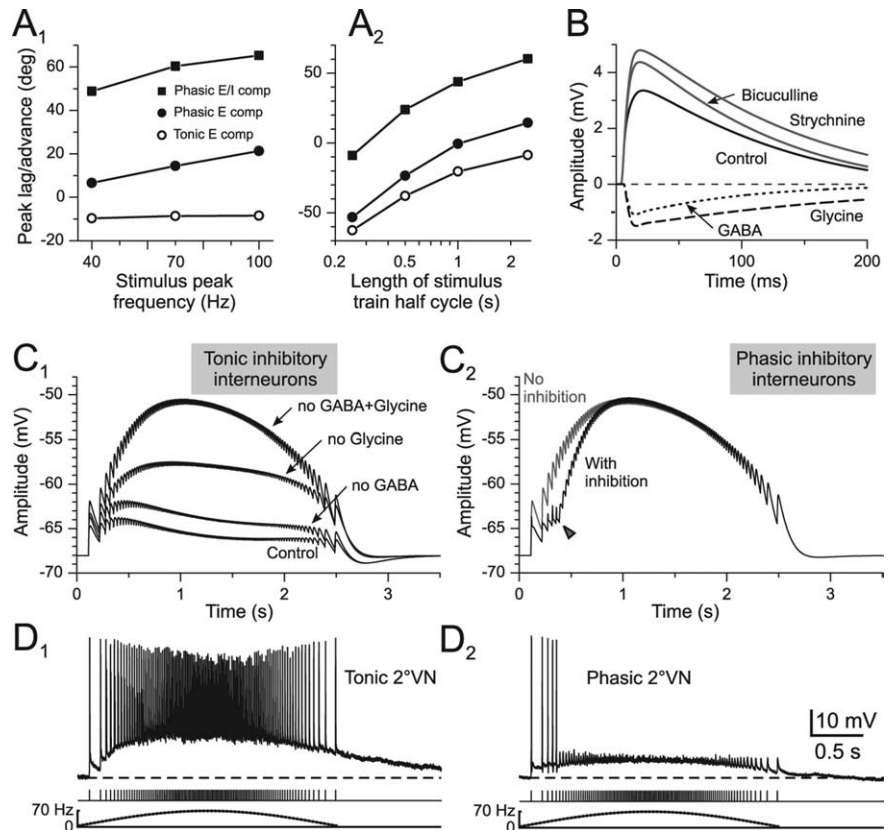 A1
Peak lag/advance (deg)
60
40
20
0
-20
40
70
100
Stimulus peak
frequency (Hz)
Phasic E/I comp
Phasic E comp
Tonic E comp
A2
50
0
-50
0.2
0.5
1
2
Length of stimulus
train half cycle (s)
B
Amplitude (mV)
4
2
0
-2
0
100
200
Time (ms)
Bicuculline
Strychnine
Control
GABA
Glycine
C1
Tonic inhibitory
interneurons
Amplitude (mV)
-50
-55
-60
-65
-70
0
1
2
3
Time (s)
no GABA+Glycine
no Glycine
no GABA
Control
C2
Phasic inhibitory
interneurons
Amplitude (mV)
-50
-55
-60
-65
-70
0
1
2
3
Time (s)
No
inhibition
With
inhibition
D1
Tonic 2°VN
70 Hz
0
D2
Phasic 2°VN
10 mV
0.5 s
70 Hz
0